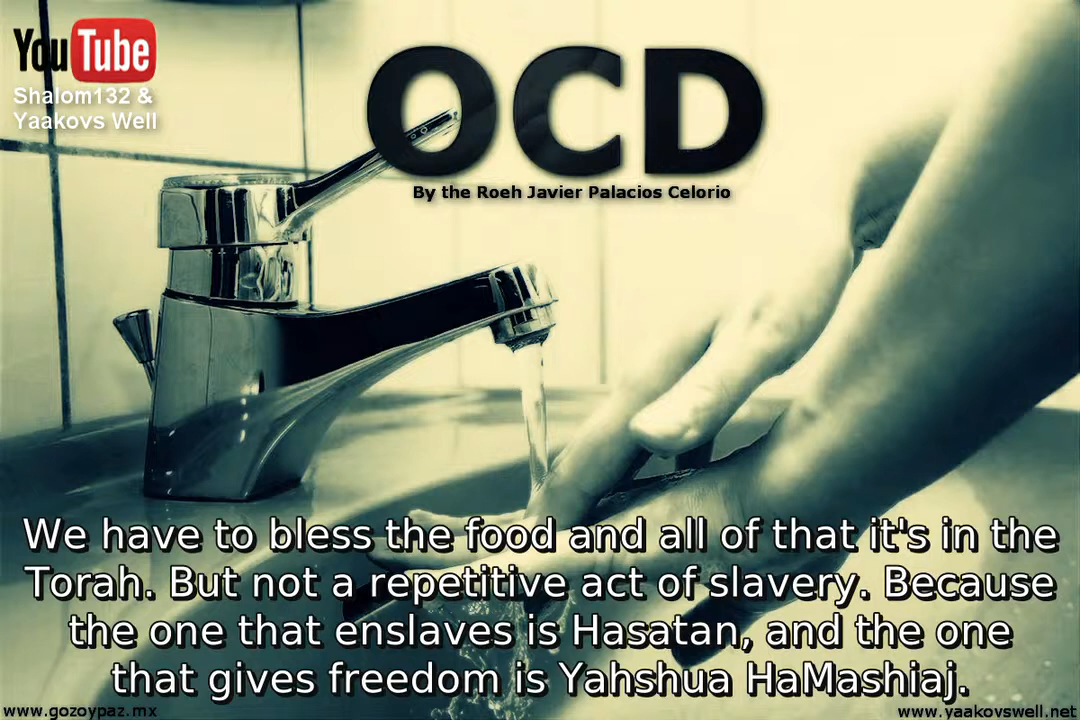 YouTube
Shalom132 &
Yaakovs Well
OCD
By the Roeh Javier Palacios Celorio
We have to bless the food and all of that it's in the
Torah. But not a repetitive act of slavery. Because
the one that enslaves is Hasatan, and the one
that gives freedom is Yahshua HaMashiaj.
www.gozoypaz.mx
www.yaakovswell.net